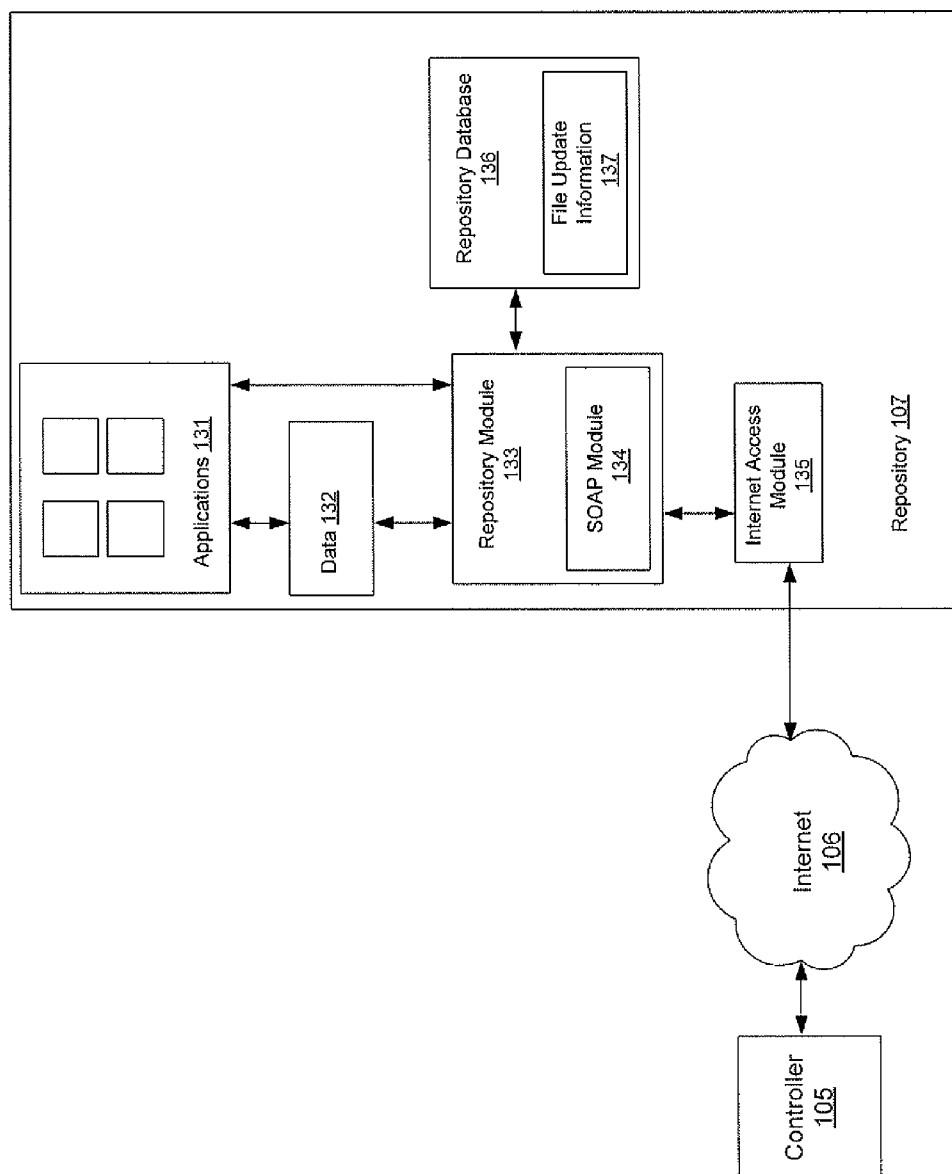 Applications 131
Data 132
Repository Module
133
SOAP Module
134
Repository Database
136
File Update
Information
137
Internet Access
Module
135
Repository 107
Internet
106
Controller
105